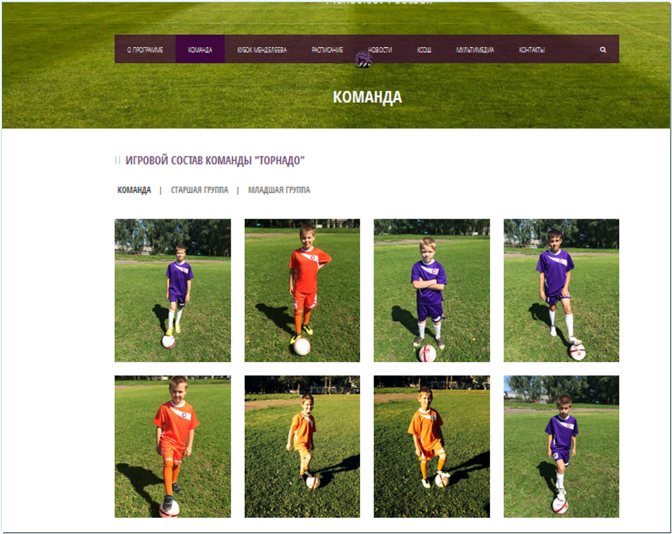 О ПРОГРАММЕ КОМАНДА КУБОК МЕНДЕЛЕЕВА РАСПИСАНИЕ НОВОСТИ КСОШ МУЛЬТИМЕДИА КОНТАКТЫ
КОМАНДА
ИГРОВОЙ СОСТАВ КОМАНДЫ "ТОРНАДО"
КОМАНДА | СТАРШАЯ ГРУППА | МЛАДШАЯ ГРУППА